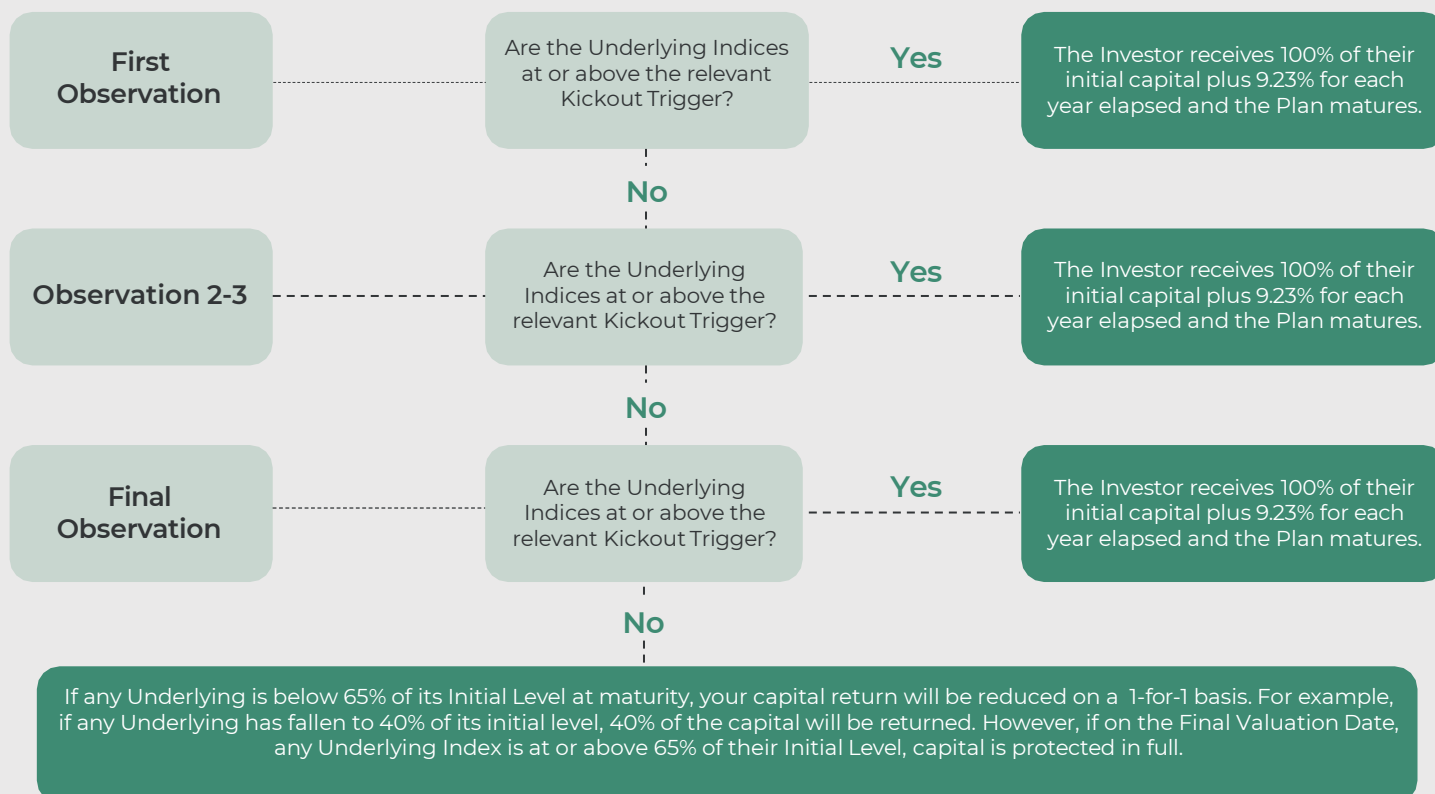 First
Observation
Are the Underlying Indices
at or above the relevant
Kickout Trigger?
Yes
The Investor receives 100% of their
initial capital plus 9.23% for each
year elapsed and the Plan matures.
No
Observation 2-3
Are the Underlying
Indices at or above the
relevant Kickout Trigger?
Yes
The Investor receives 100% of their
initial capital plus 9.23% for each
year elapsed and the Plan matures.
No
Final
Observation
Are the Underlying
Indices at or above the
relevant Kickout Trigger?
Yes
The Investor receives 100% of their
initial capital plus 9.23% for each
year elapsed and the Plan matures.
No
If any Underlying is below 65% of its Initial Level at maturity, your capital return will be reduced on a 1-for-1 basis. For example,
if any Underlying has fallen to 40% of its initial level, 40% of the capital will be returned. However, if on the Final Valuation Date,
any Underlying Index is at or above 65% of their Initial Level, capital is protected in full.